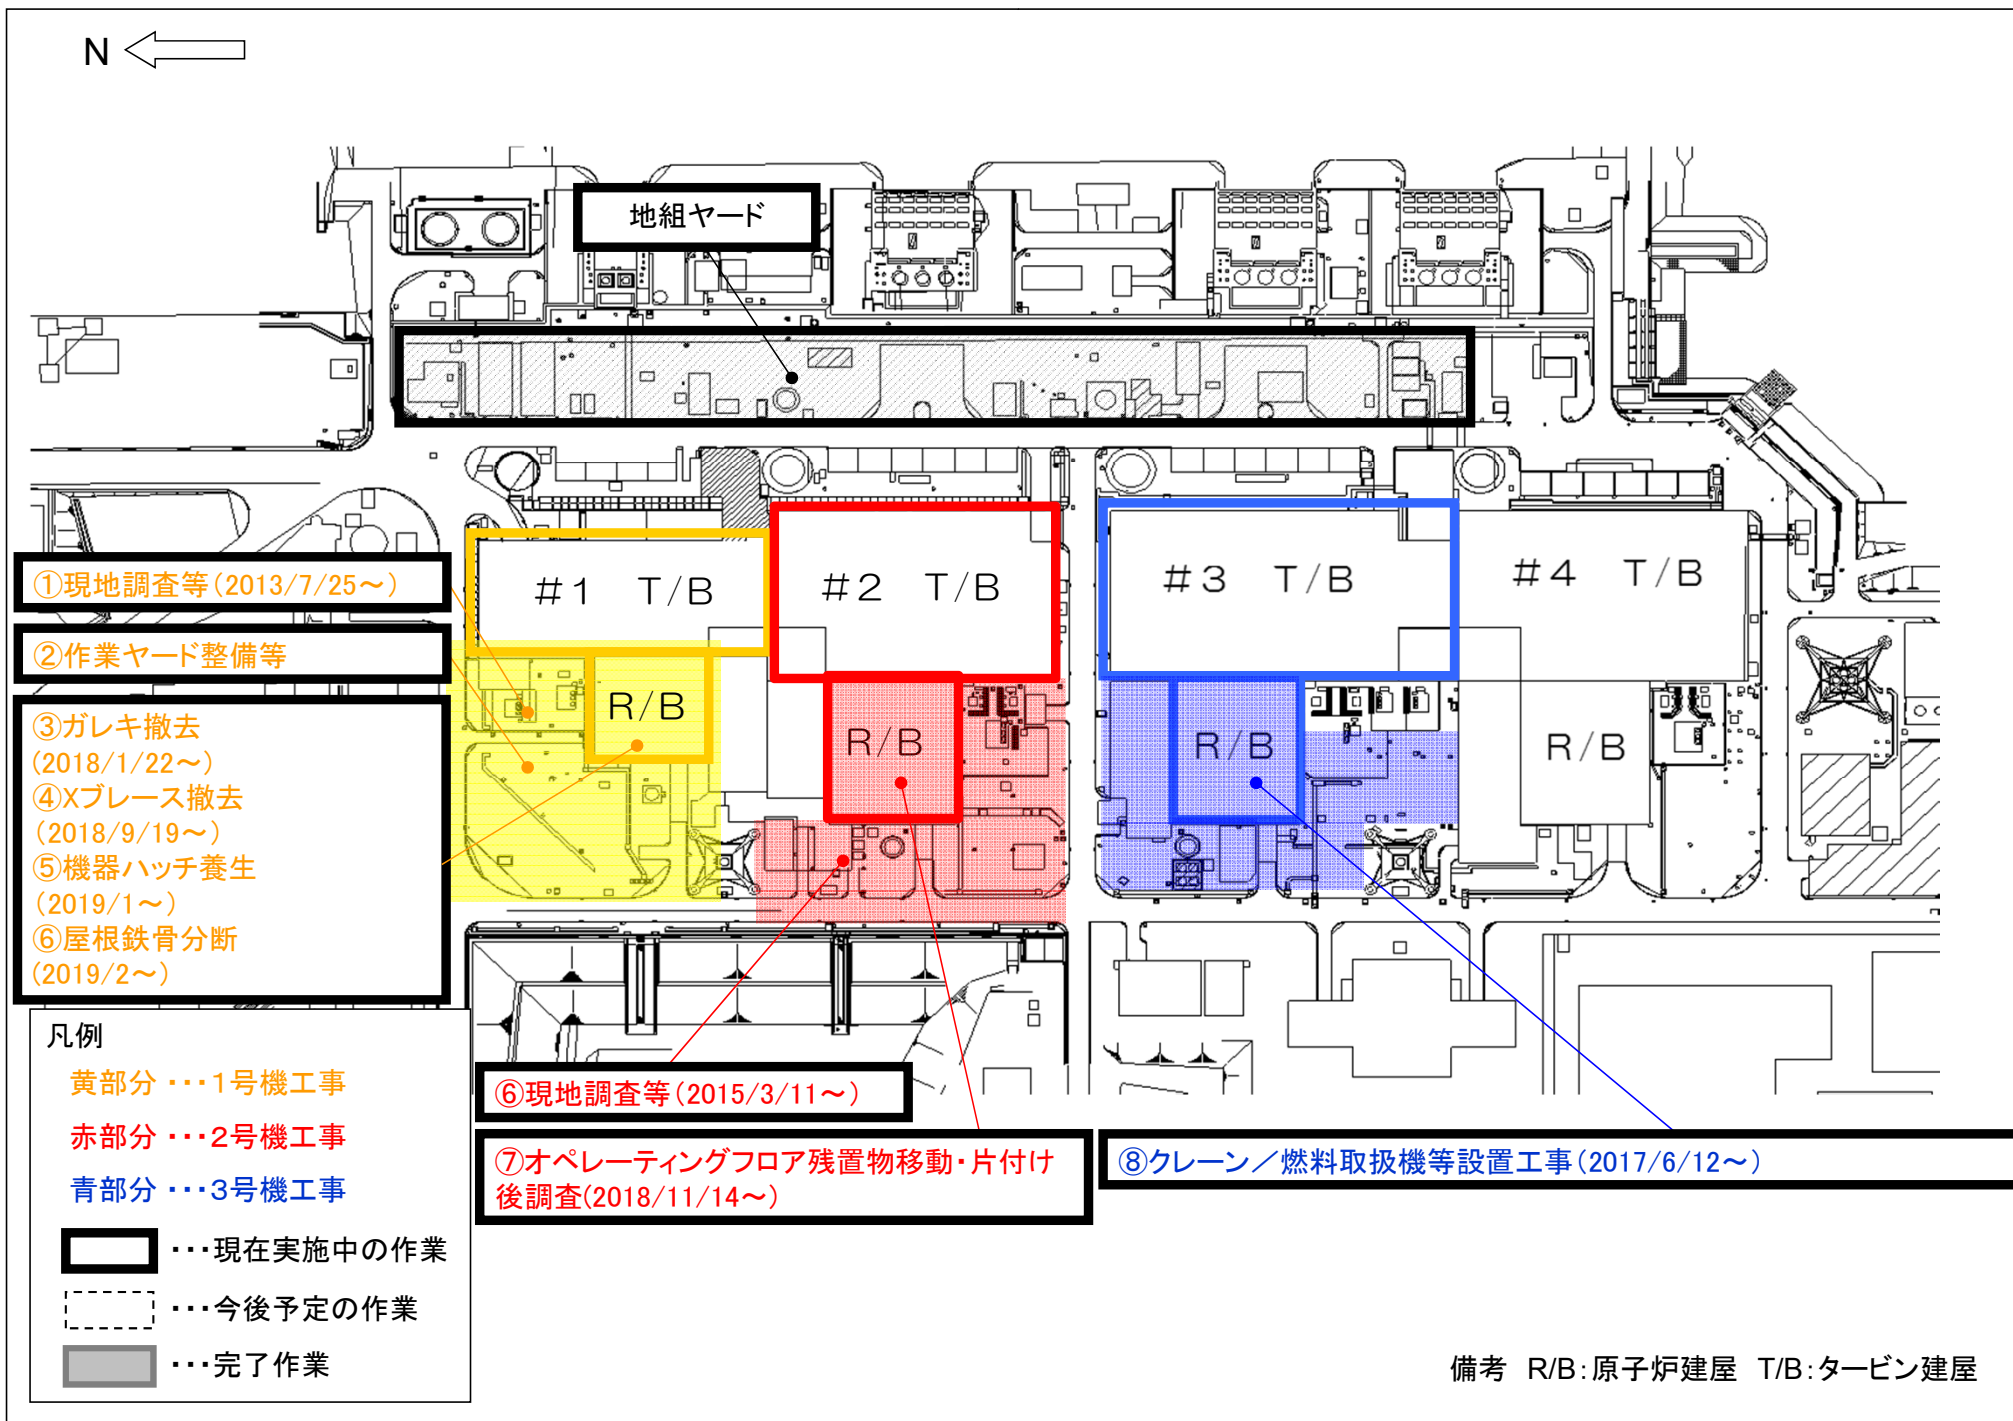 N
地組ヤード
#1 T/B
#2 T/B
#3 T/B
#4 T/B
①現地調査等(2013/7/25～)
②作業ヤード整備等
R/B
R/B
R/B
R/B
③ガレキ撤去
(2018/1/22～)
④Xブレース撤去
(2018/9/19～)
⑤機器ハッチ養生
(2019/1～)
⑥屋根鉄骨分断
(2019/2～)
⑥現地調査等(2015/3/11～)
⑦オペレーティングフロア残置物移動・片付け
後調査(2018/11/14～)
⑧クレーン／燃料取扱機等設置工事(2017/6/12～)
凡例
黄部分 ・・・1号機工事
赤部分 ・・・2号機工事
青部分 ・・・3号機工事
・・・現在実施中の作業
・・・今後予定の作業
・・・完了作業
備考 R/B:原子炉建屋 T/B:タービン建屋